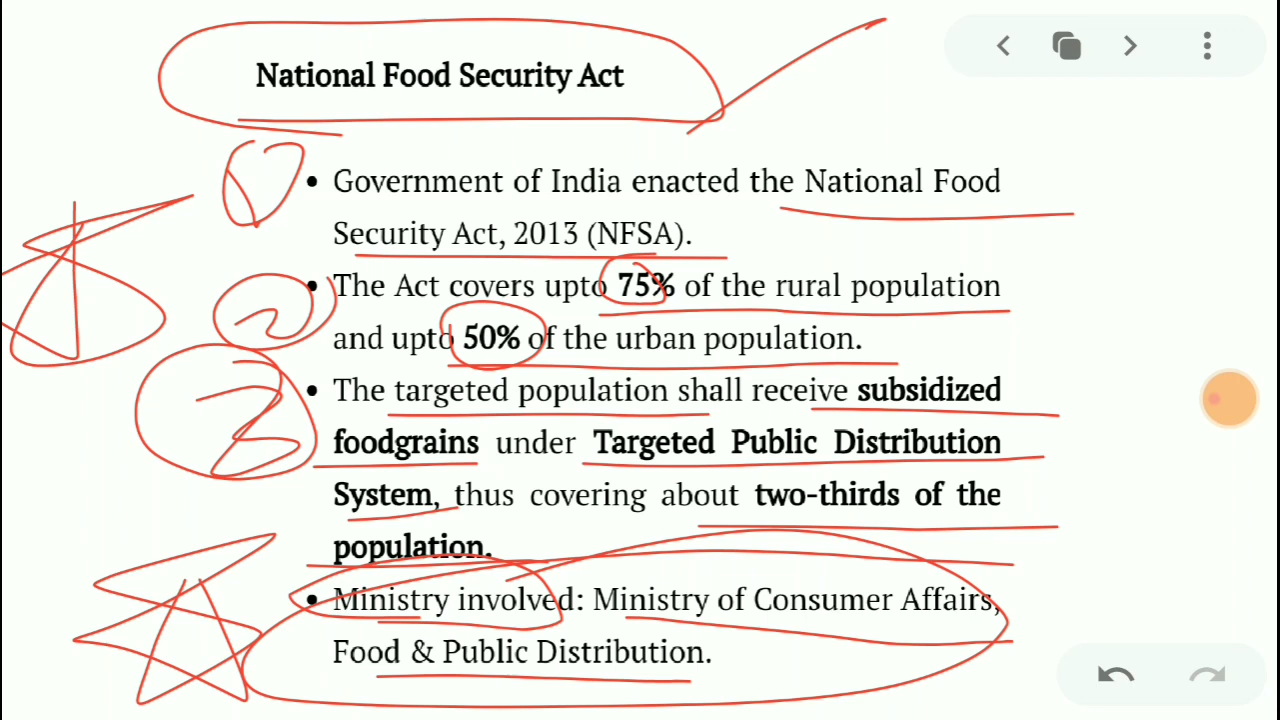 National Food Security Act
• Government of India enacted the National Food
Security Act, 2013 (NFSA).
• The Act covers upto 75% of the rural population
and upto 50% of the urban population.
• The targeted population shall receive subsidized
foodgrains under Targeted Public Distribution
System, thus covering about two-thirds of the
population.
• Ministry involved: Ministry of Consumer Affairs,
Food & Public Distribution.